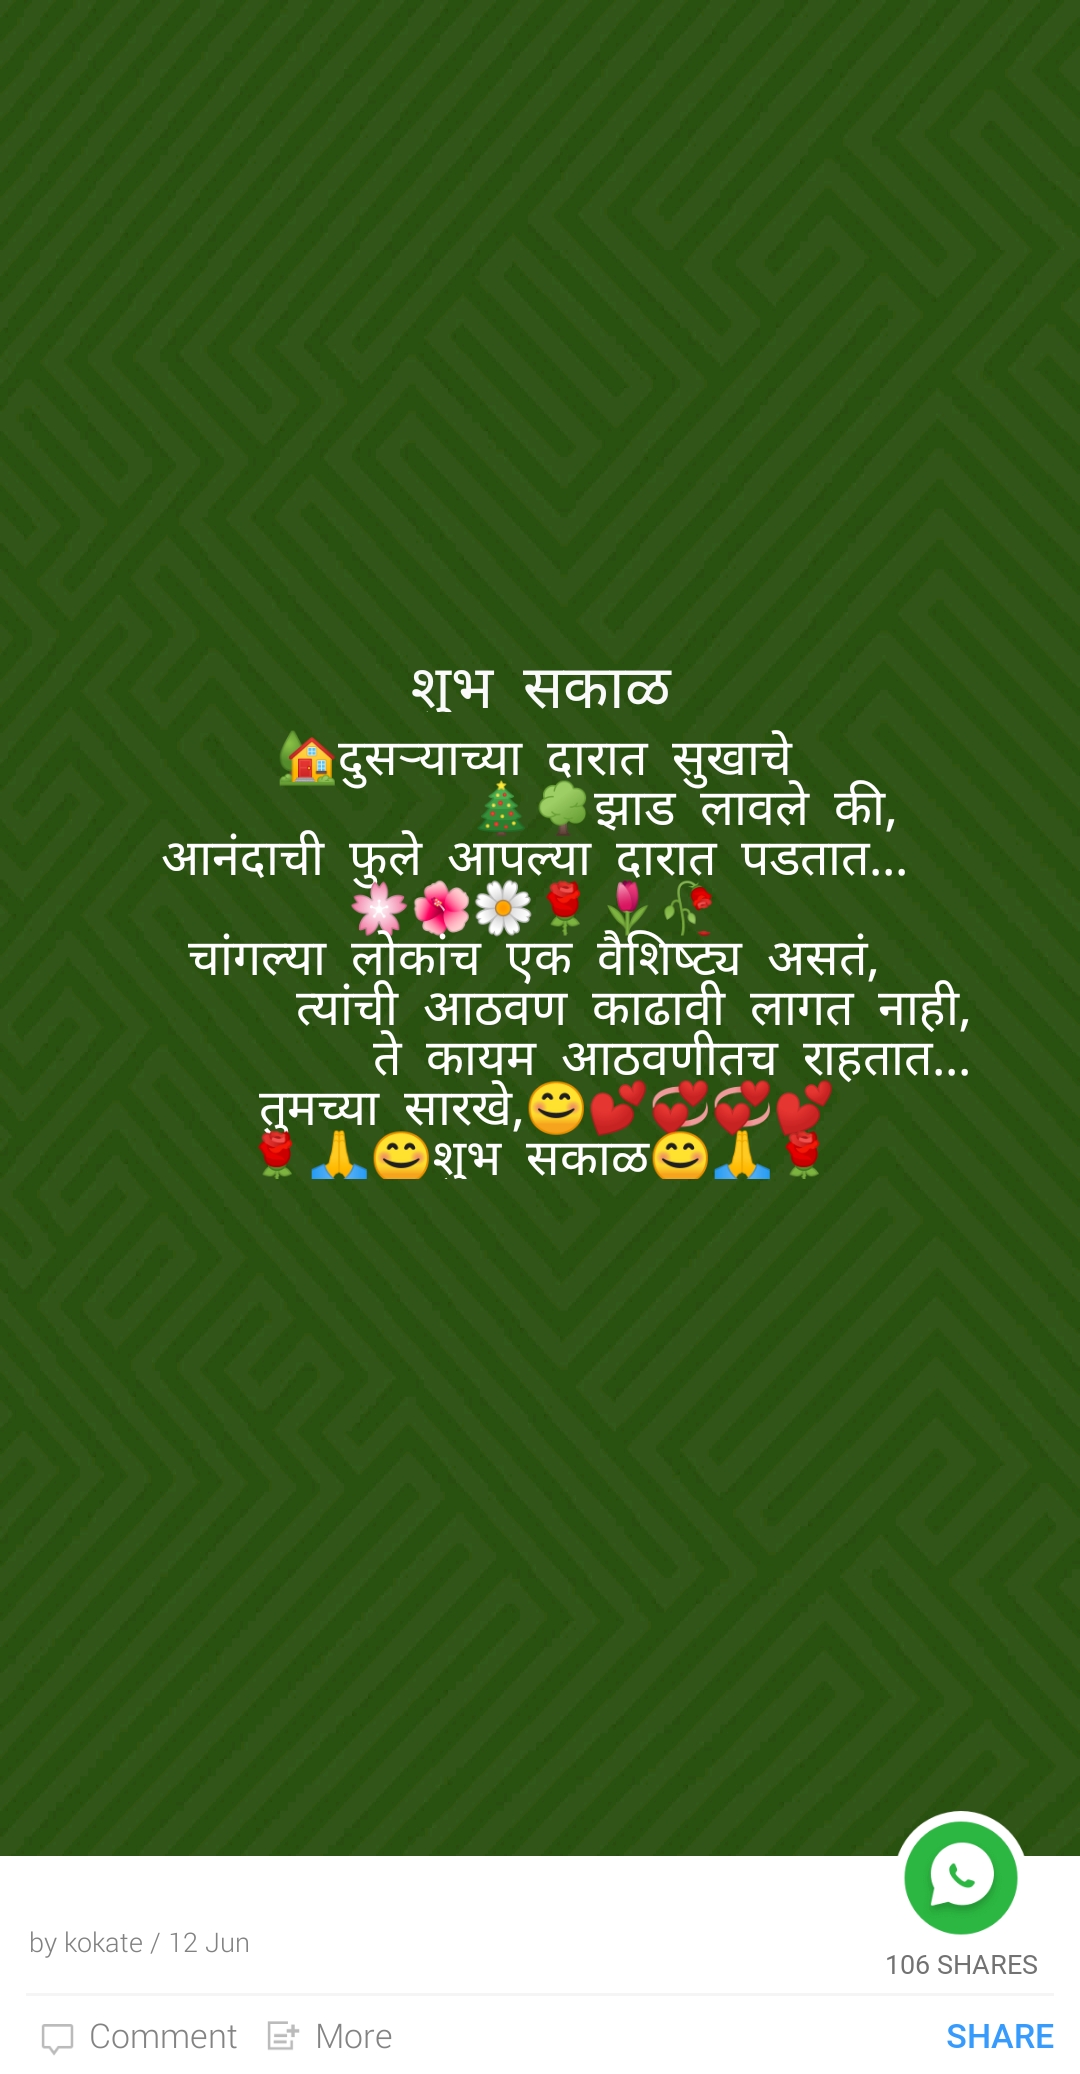 शुभ सकाळ
🏡दुसऱ्याच्या दारात सुखाचे
🎄🌳झाड लावले की,
आनंदाची फुले आपल्या दारात पडतात...
🌸🌺🌼🌹🌷🥀
चांगल्या लोकांच एक वैशिष्ट्य असतं,
त्यांची आठवण काढावी लागत नाही,
ते कायम आठवणीतच राहतात...
तुमच्या सारखे,😊💕💞💞💕
🌹🙏😊शुभ सकाळ😊🙏🌹
by kokate / 12 Jun
106 SHARES
Comment More SHARE